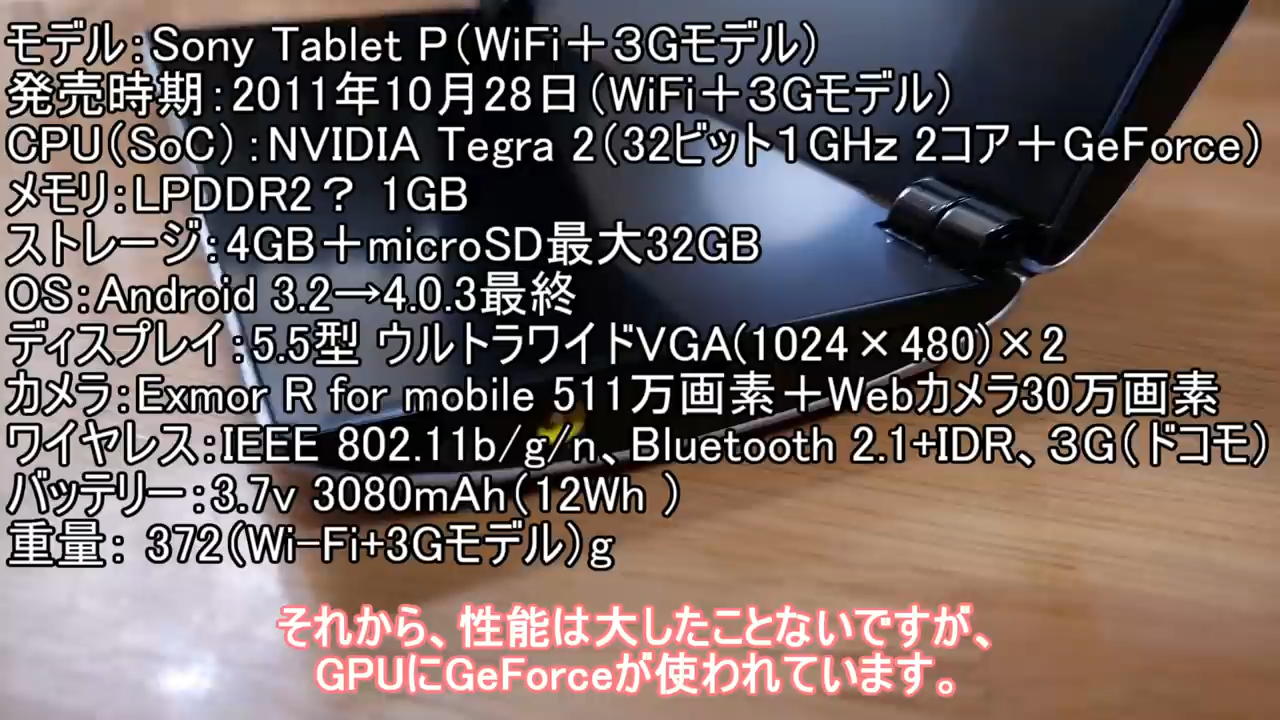 モデル：Sony Tablet P（WiFi＋３Gモデル）
発売時期：2011年10月28日（WiFi＋３Gモデル）
CPU（SoC）：NVIDIA Tegra 2（32ビット１GHz 2コア＋GeForce）
メモリ：LPDDR2？ 1GB
ストレージ：4GB＋microSD最大32GB
OS：Android 3.2→4.0.3最終
ディスプレイ：5.5型 ウルトラワイドVGA(1024×480)×2
カメラ：Exmor R for mobile 511万画素＋Webカメラ30万画素
ワイヤレス：IEEE 802.11b/g/n、Bluetooth 2.1+IDR、３G（ドコモ）
バッテリー：3.7v 3080mAh（12Wh ）
重量： 372（Wi-Fi+3Gモデル）g
それから、性能は大したことないですが、
GPUにGeForceが使われています。